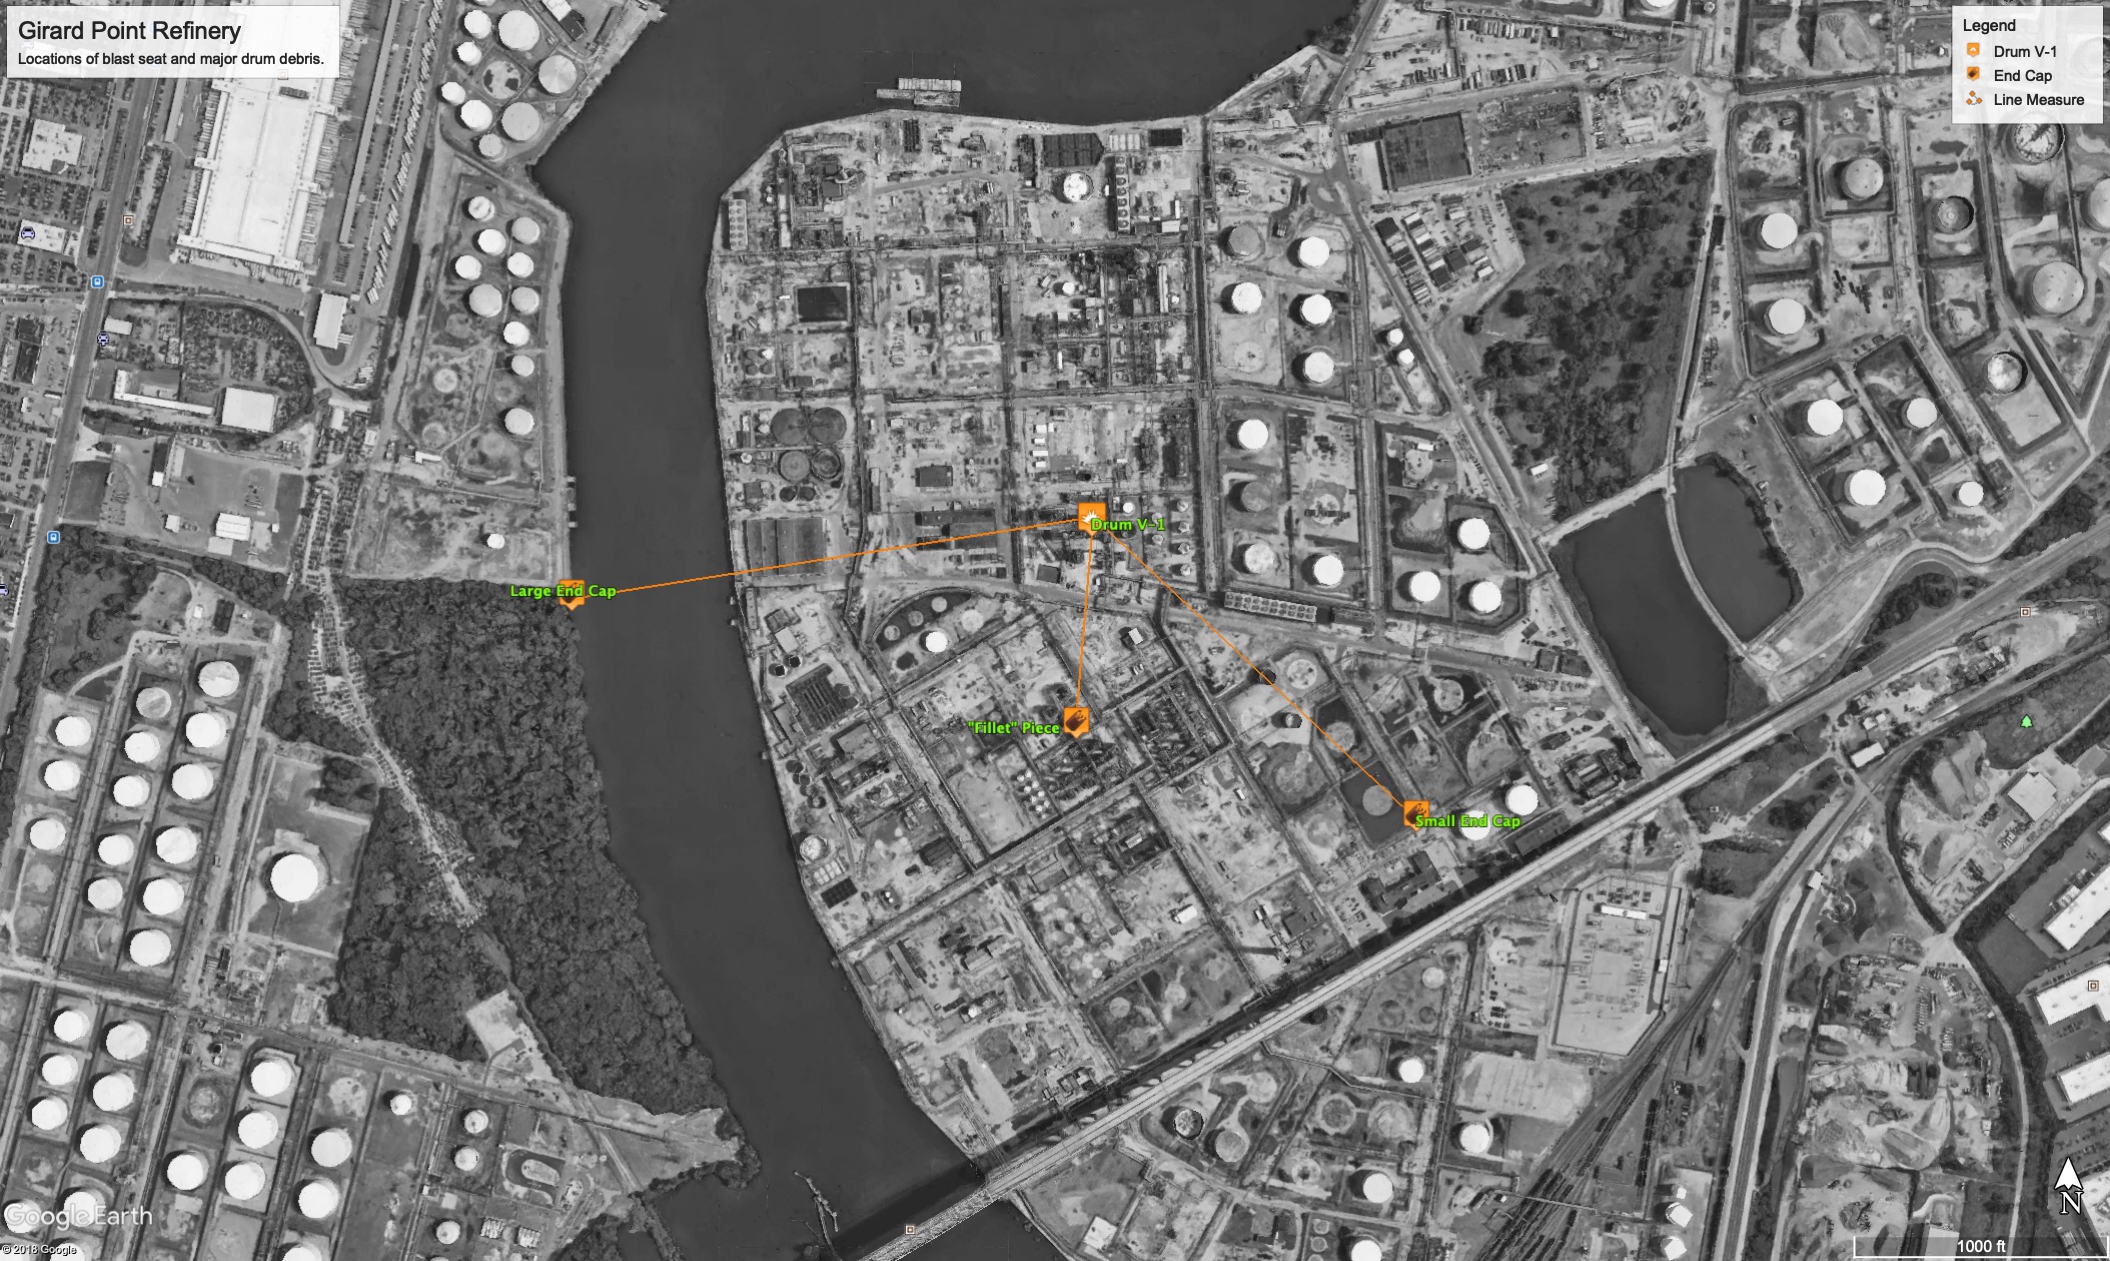 Girard Point Refinery
Locations of blast seat and major drum debris.
Legend
Drum V-1
End Cap
Line Measure
Drum V-1
Large End Cap
"Fillet" Piece
Small End Cap
N
Google Earth
© 2018 Google
1000 ft